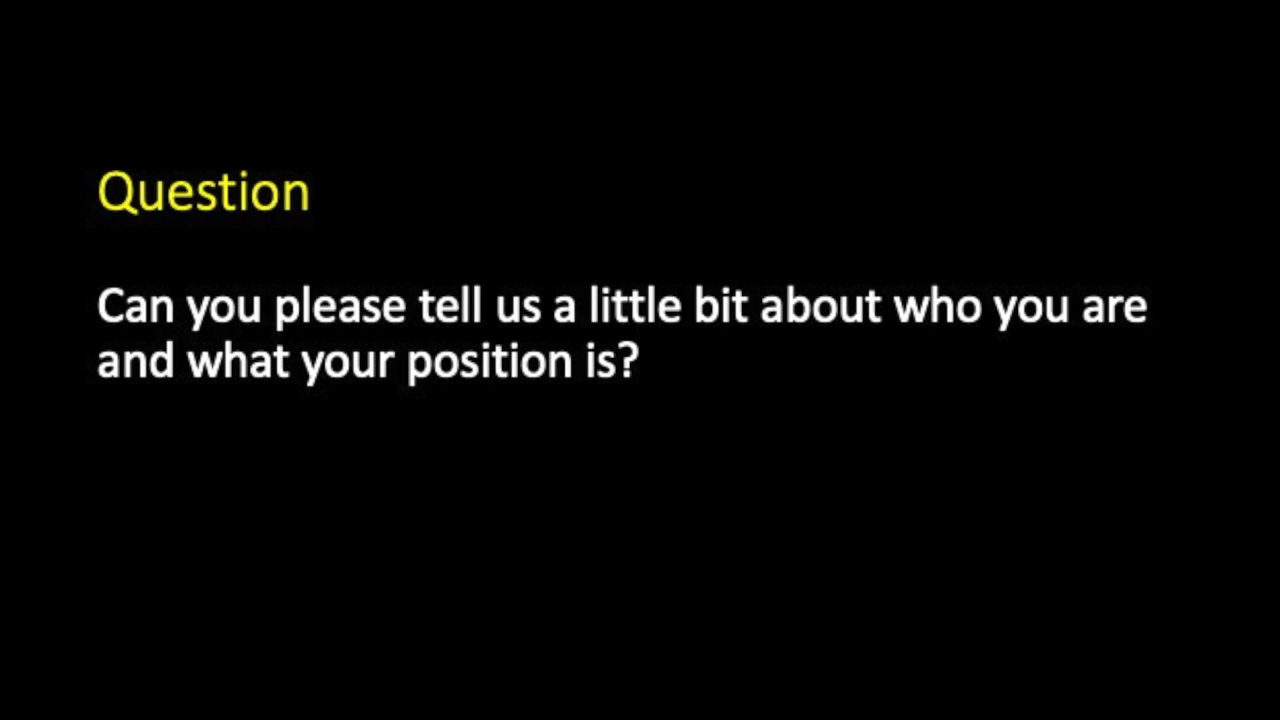 Question
Can you please tell us a little bit about who you are
and what your position is?